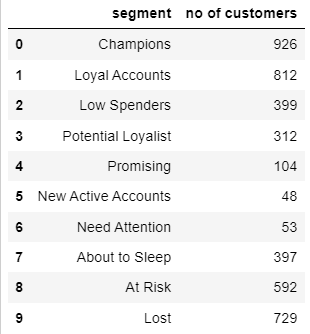 segment no of customers
0 Champions 926
1 Loyal Accounts 812
2 Low Spenders 399
3 Potential Loyalist 312
4 Promising 104
5 New Active Accounts 48
6 Need Attention 53
7 About to Sleep 397
8 At Risk 592
9 Lost 729